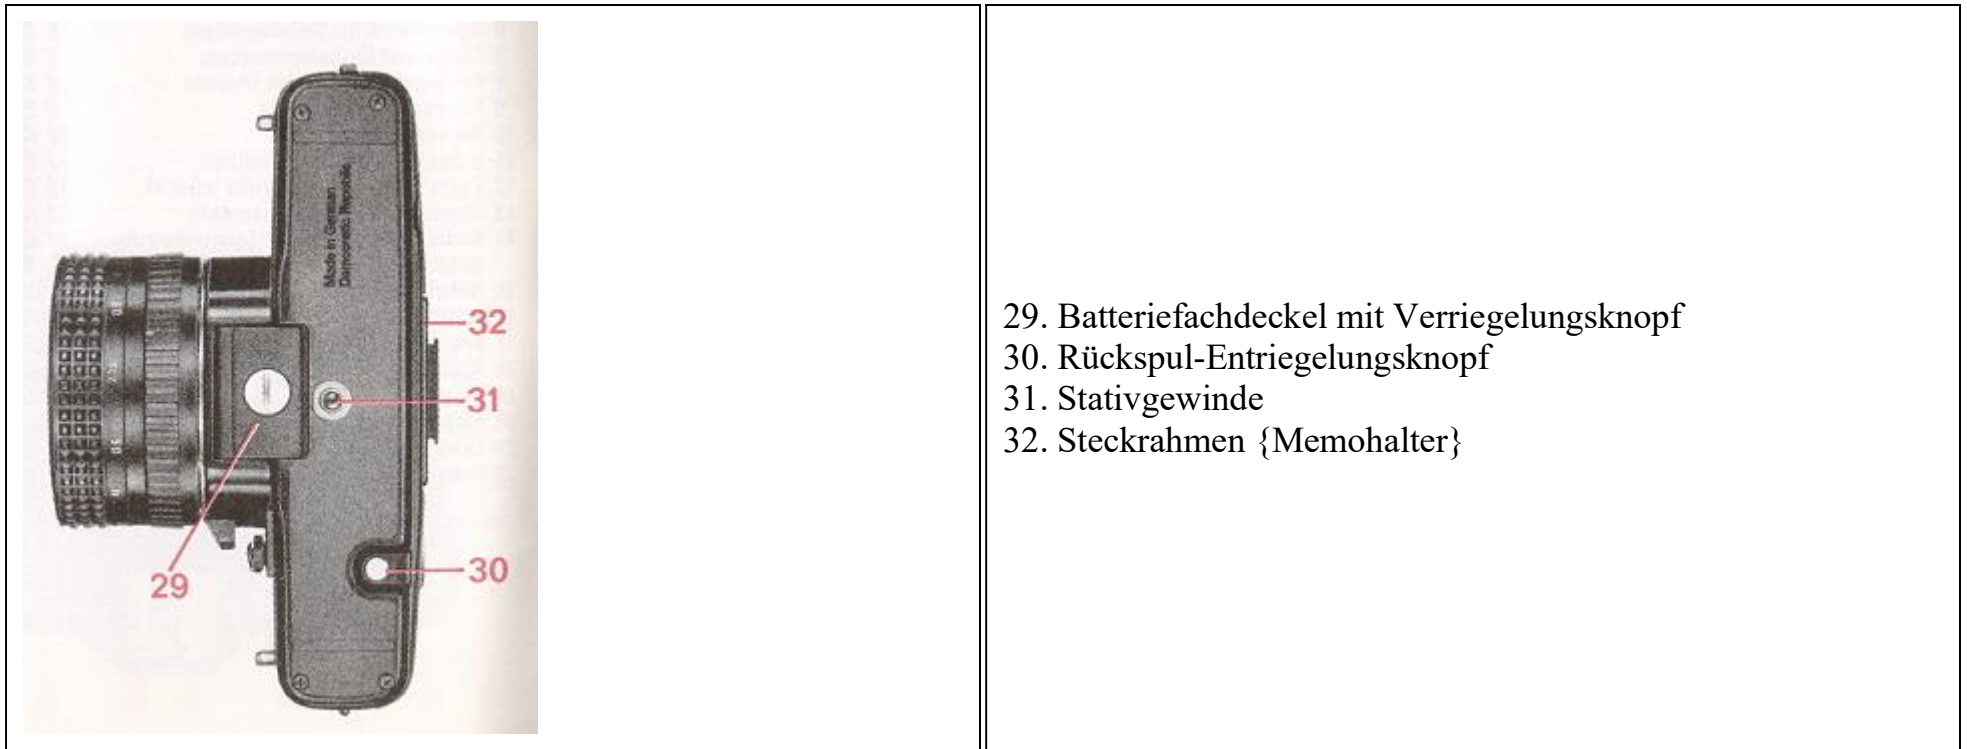 Made in German
Democratic Republic
32
31
30
29
29. Batteriefachdeckel mit Verriegelungsknopf
30. Rückspul-Entriegelungsknopf
31. Stativgewinde
32. Steckrahmen {Memohalter}